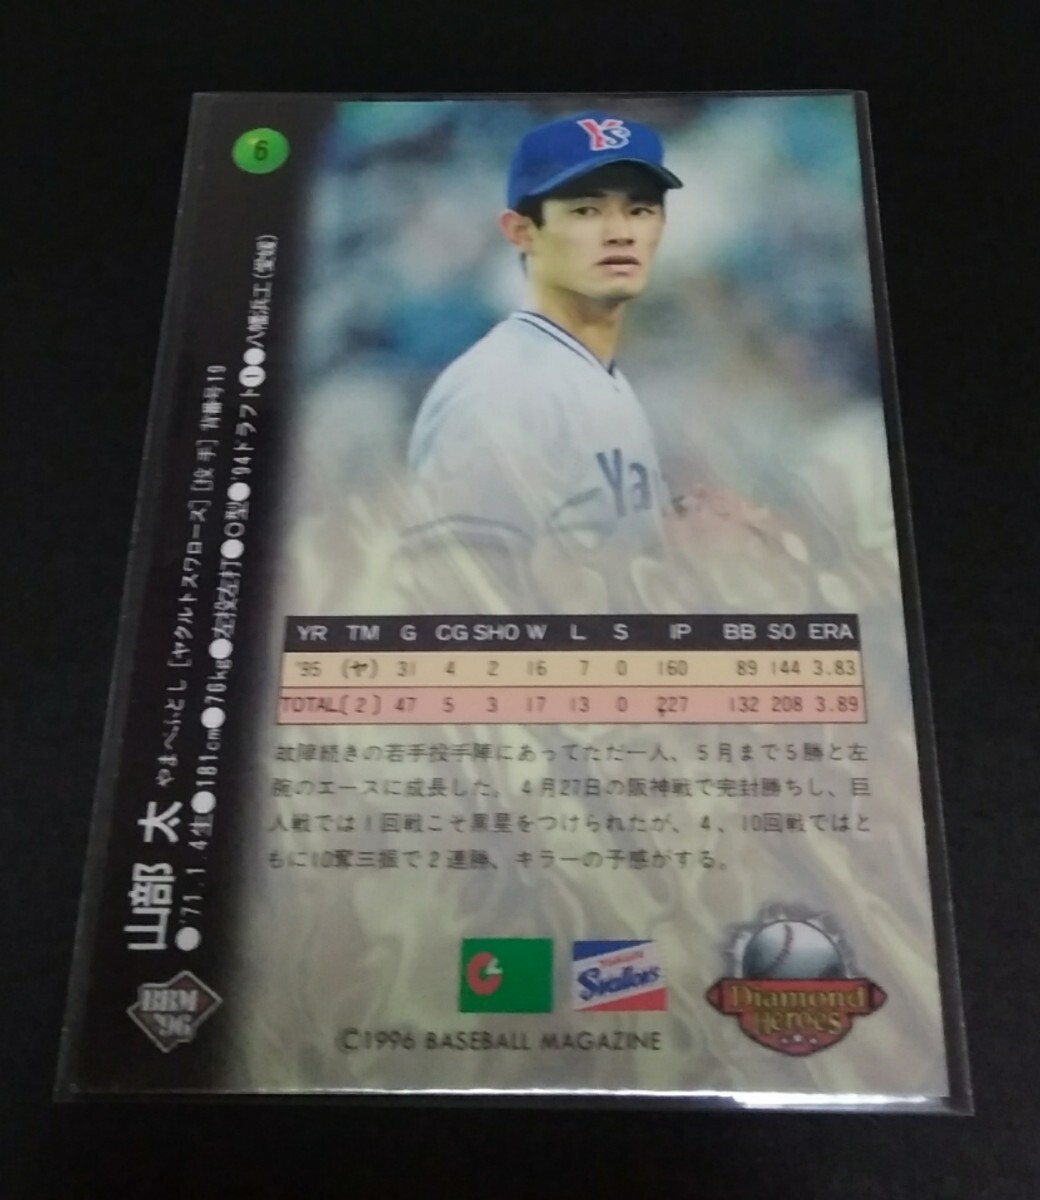 6
山部 太 やまべふとし [ヤクルトスワローズ] [投手] 背番号19
●'71.1.4生●181cm●76kg●左投左打●O型●'94ドラフト①●八幡浜工(愛媛)
YS
Ya
YR TM G CG SHO W L S IP BB SO ERA
'95 (ヤ) 31 4 2 16 7 0 160 89 144 3.83
TOTAL(2) 47 5 3 17 13 0 227 132 208 3.89
故障続きの若手投手陣にあってただ一人、5月まで5勝と左
腕のエースに成長した。4月27日の阪神戦で完封勝ちし、巨
人戦では1回戦こそ黒星をつけられたが、4、10回戦ではと
もに10奪三振で2連勝、キラーの予感がする。
BBM
'96
Yakult
Swallows
Diamond
Heroes
©1996 BASEBALL MAGAZINE